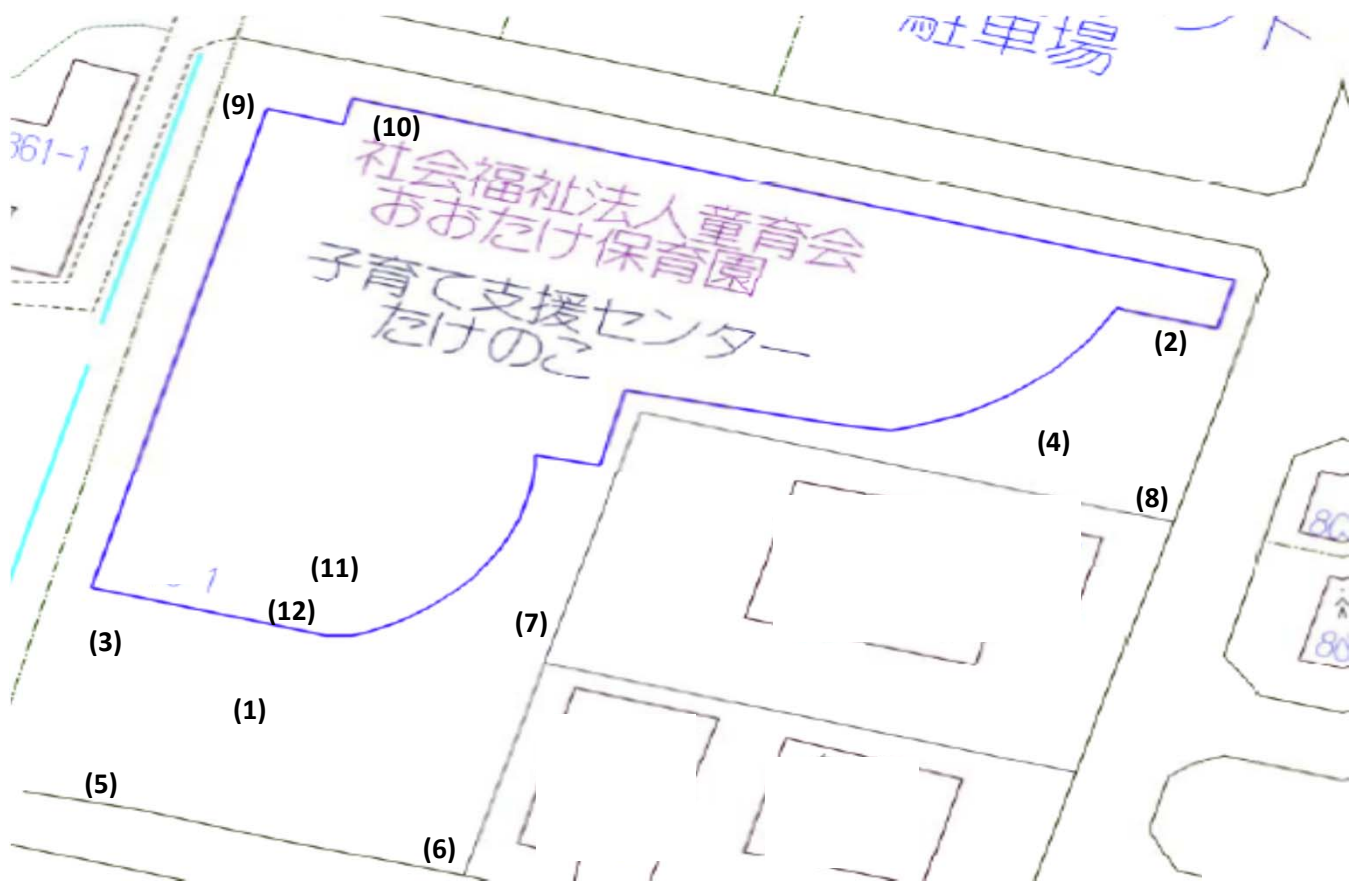 駐車場
(9)
(10)
361-1
社会福祉法人童育会
おおたけ保育園
子育て支援センター
たけのこ
(2)
(4)
(8)
(11)
1
(12)
(7)
(3)
(1)
(5)
(6)